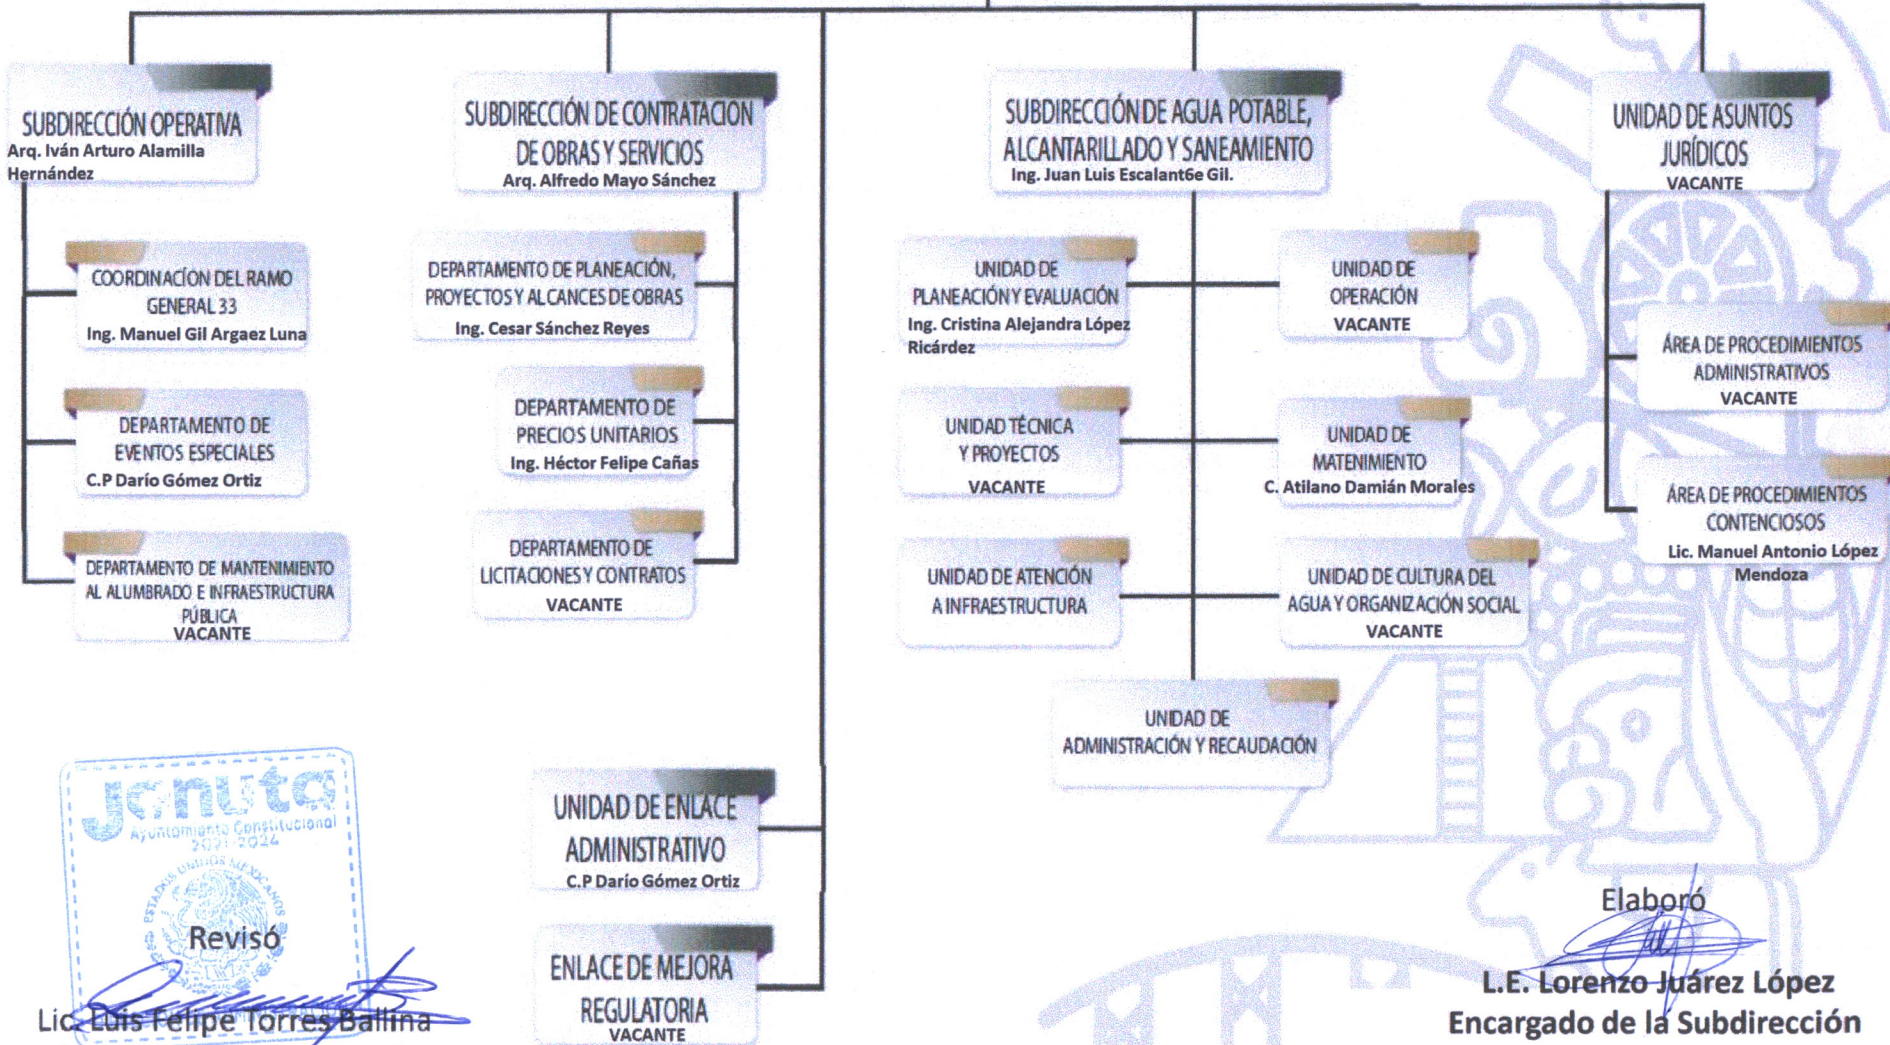 SUBDIRECCIÓN OPERATIVA
Arq. Iván Arturo Alamilla
Hernández
COORDINACÍON DEL RAMO
GENERAL 33
Ing. Manuel Gil Argaez Luna
DEPARTAMENTO DE
EVENTOS ESPECIALES
C.P Darío Gómez Ortiz
DEPARTAMENTO DE MANTENIMIENTO
AL ALUMBRADO E INFRAESTRUCTURA
PÚBLICA
VACANTE
SUBDIRECCIÓN DE CONTRATACION
DE OBRAS Y SERVICIOS
Arq. Alfredo Mayo Sánchez
DEPARTAMENTO DE PLANEACIÓN,
PROYECTOS Y ALCANCES DE OBRAS
Ing. Cesar Sánchez Reyes
DEPARTAMENTO DE
PRECIOS UNITARIOS
Ing. Héctor Felipe Cañas
DEPARTAMENTO DE
LICITACIONES Y CONTRATOS
VACANTE
SUBDIRECCIÓN DE AGUA POTABLE,
ALCANTARILLADO Y SANEAMIENTO
Ing. Juan Luis Escalant6e Gil.
UNIDAD DE
PLANEACIÓN Y EVALUACIÓN
Ing. Cristina Alejandra López
Ricárdez
UNIDAD DE
OPERACIÓN
VACANTE
UNIDAD TÉCNICA
Y PROYECTOS
VACANTE
UNIDAD DE
MATENIMIENTO
C. Atilano Damián Morales
UNIDAD DE ATENCIÓN
A INFRAESTRUCTURA
UNIDAD DE CULTURA DEL
AGUA Y ORGANIZACIÓN SOCIAL
VACANTE
UNIDAD DE
ADMINISTRACIÓN Y RECAUDACIÓN
UNIDAD DE ASUNTOS
JURÍDICOS
VACANTE
ÁREA DE PROCEDIMIENTOS
ADMINISTRATIVOS
VACANTE
ÁREA DE PROCEDIMIENTOS
CONTENCIOSOS
Lic. Manuel Antonio López
Mendoza
UNIDAD DE ENLACE
ADMINISTRATIVO
C.P Darío Gómez Ortiz
ENLACE DE MEJORA
REGULATORIA
VACANTE
Jonuta
Ayuntamiento Constitucional
2021-2024
ESTADOS UNIDOS MEXICANOS
Revisó
Lic. Luis Felipe Torres Ballina
Elaboró
L.E. Lorenzo Juárez López
Encargado de la Subdirección